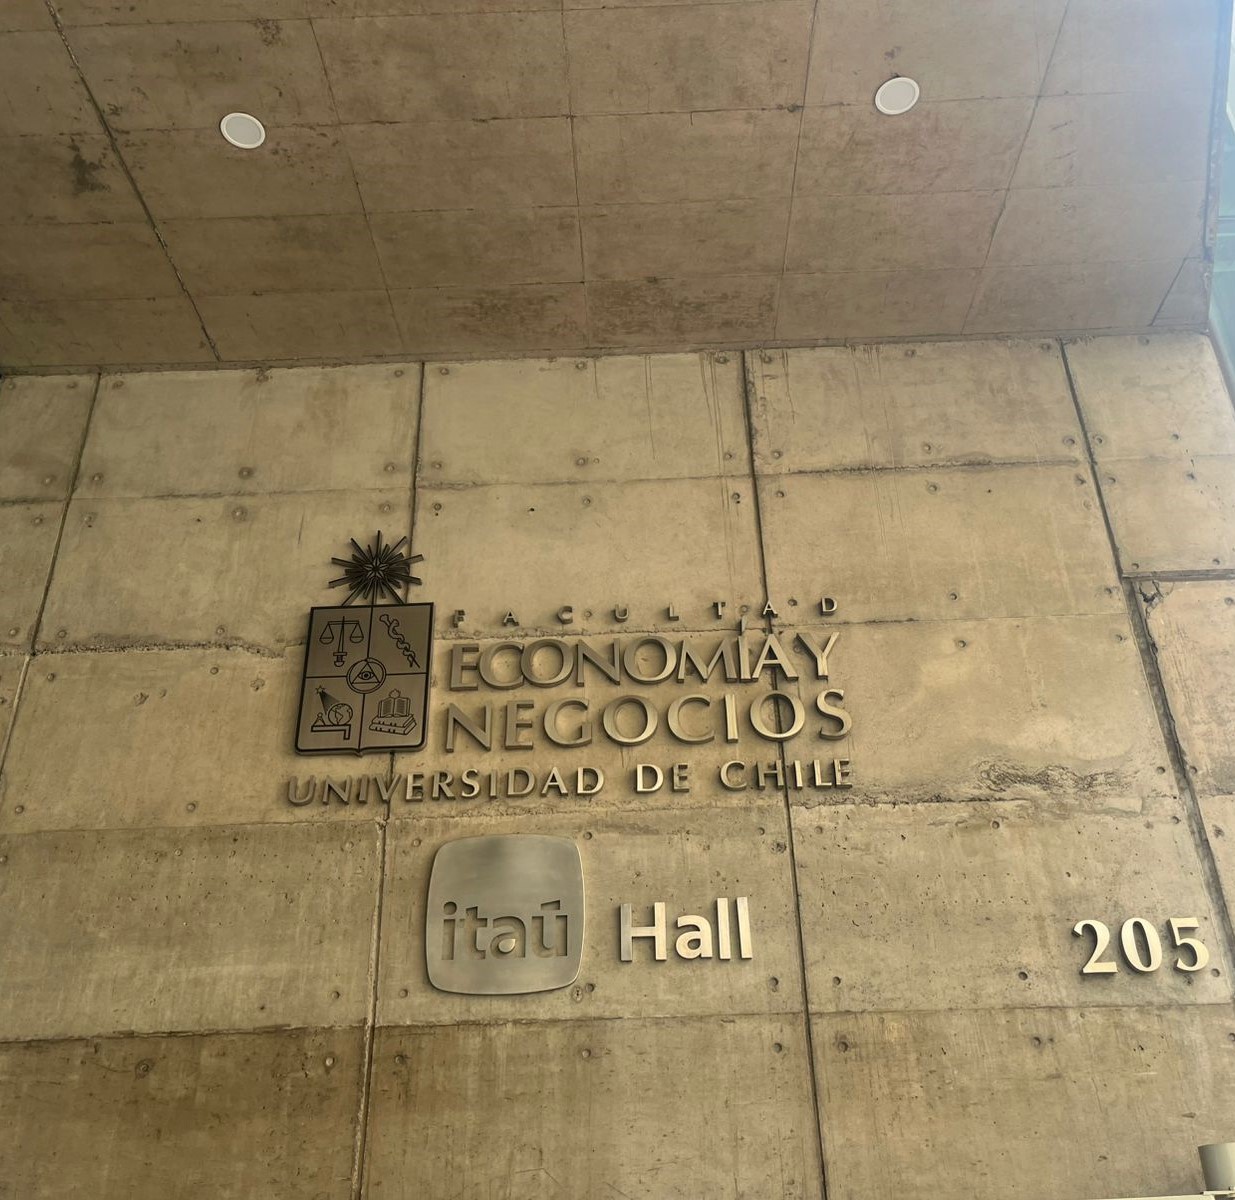 FACULTAD
ECONOMÍA Y
NEGOCIOS
UNIVERSIDAD DE CHILE
itaú Hall
205